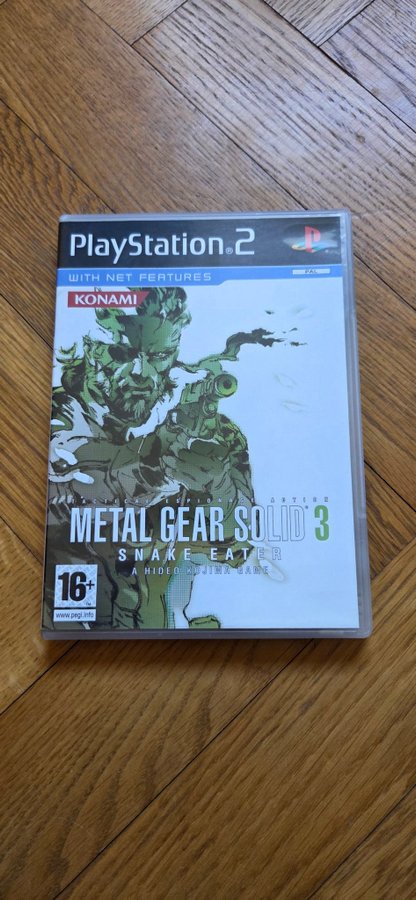 PlayStation®2
WITH NET FEATURES
PAL
KONAMI
TACTICAL ESPIONAGE ACTION
METAL GEAR SOLID® 3
SNAKE EATER
A HIDEO KOJIMA GAME
16+
TM
www.pegi.info